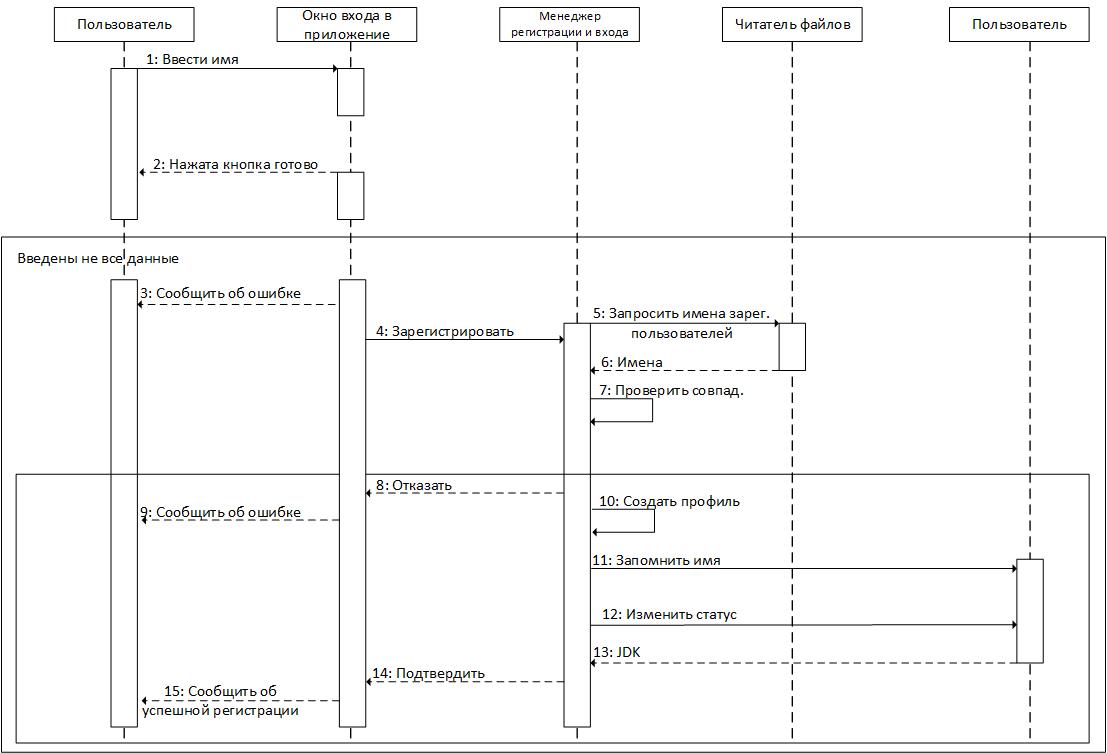 Пользователь
Окно входа в
приложение
Менеджер
регистрации и входа
Читатель файлов
Пользователь
1: Ввести имя
2: Нажата кнопка готово
Введены не все данные
3: Сообщить об ошибке
4: Зарегистрировать
5: Запросить имена зарег.
пользователей
6: Имена
7: Проверить совпад.
8: Отказать
9: Сообщить об ошибке
10: Создать профиль
11: Запомнить имя
12: Изменить статус
13: JDK
14: Подтвердить
15: Сообщить об
успешной регистрации